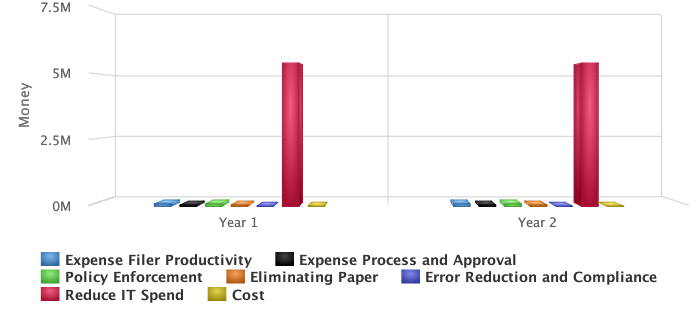 7.5M
5M
2.5M
0M
Money
Year 1
Year 2
Expense Filer Productivity
Expense Process and Approval
Policy Enforcement
Eliminating Paper
Error Reduction and Compliance
Reduce IT Spend
Cost